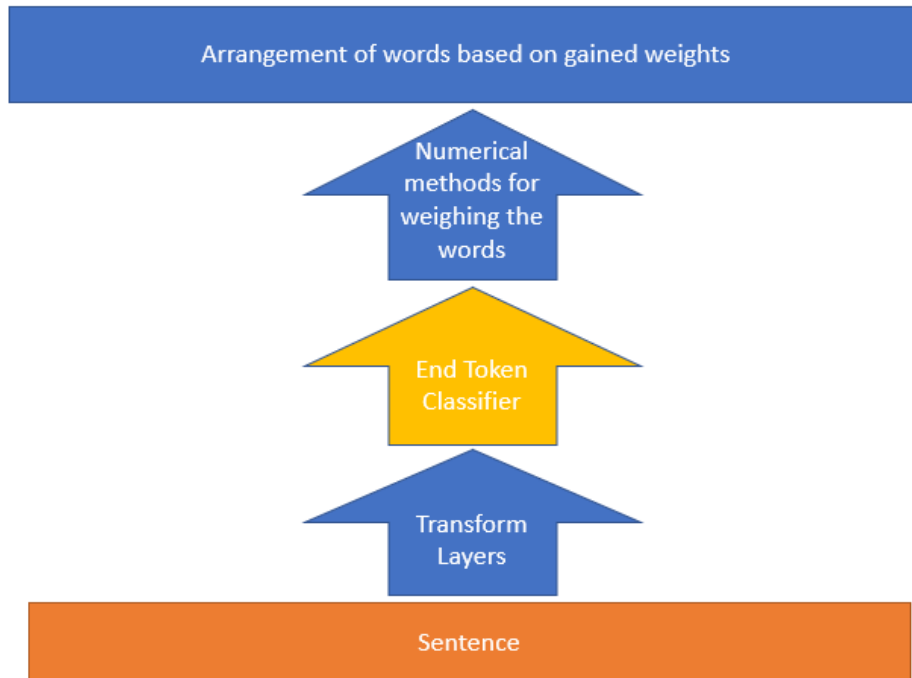 Arrangement of words based on gained weights
Numerical
methods for
weighing the
words
End Token
Classifier
Transform
Layers
Sentence